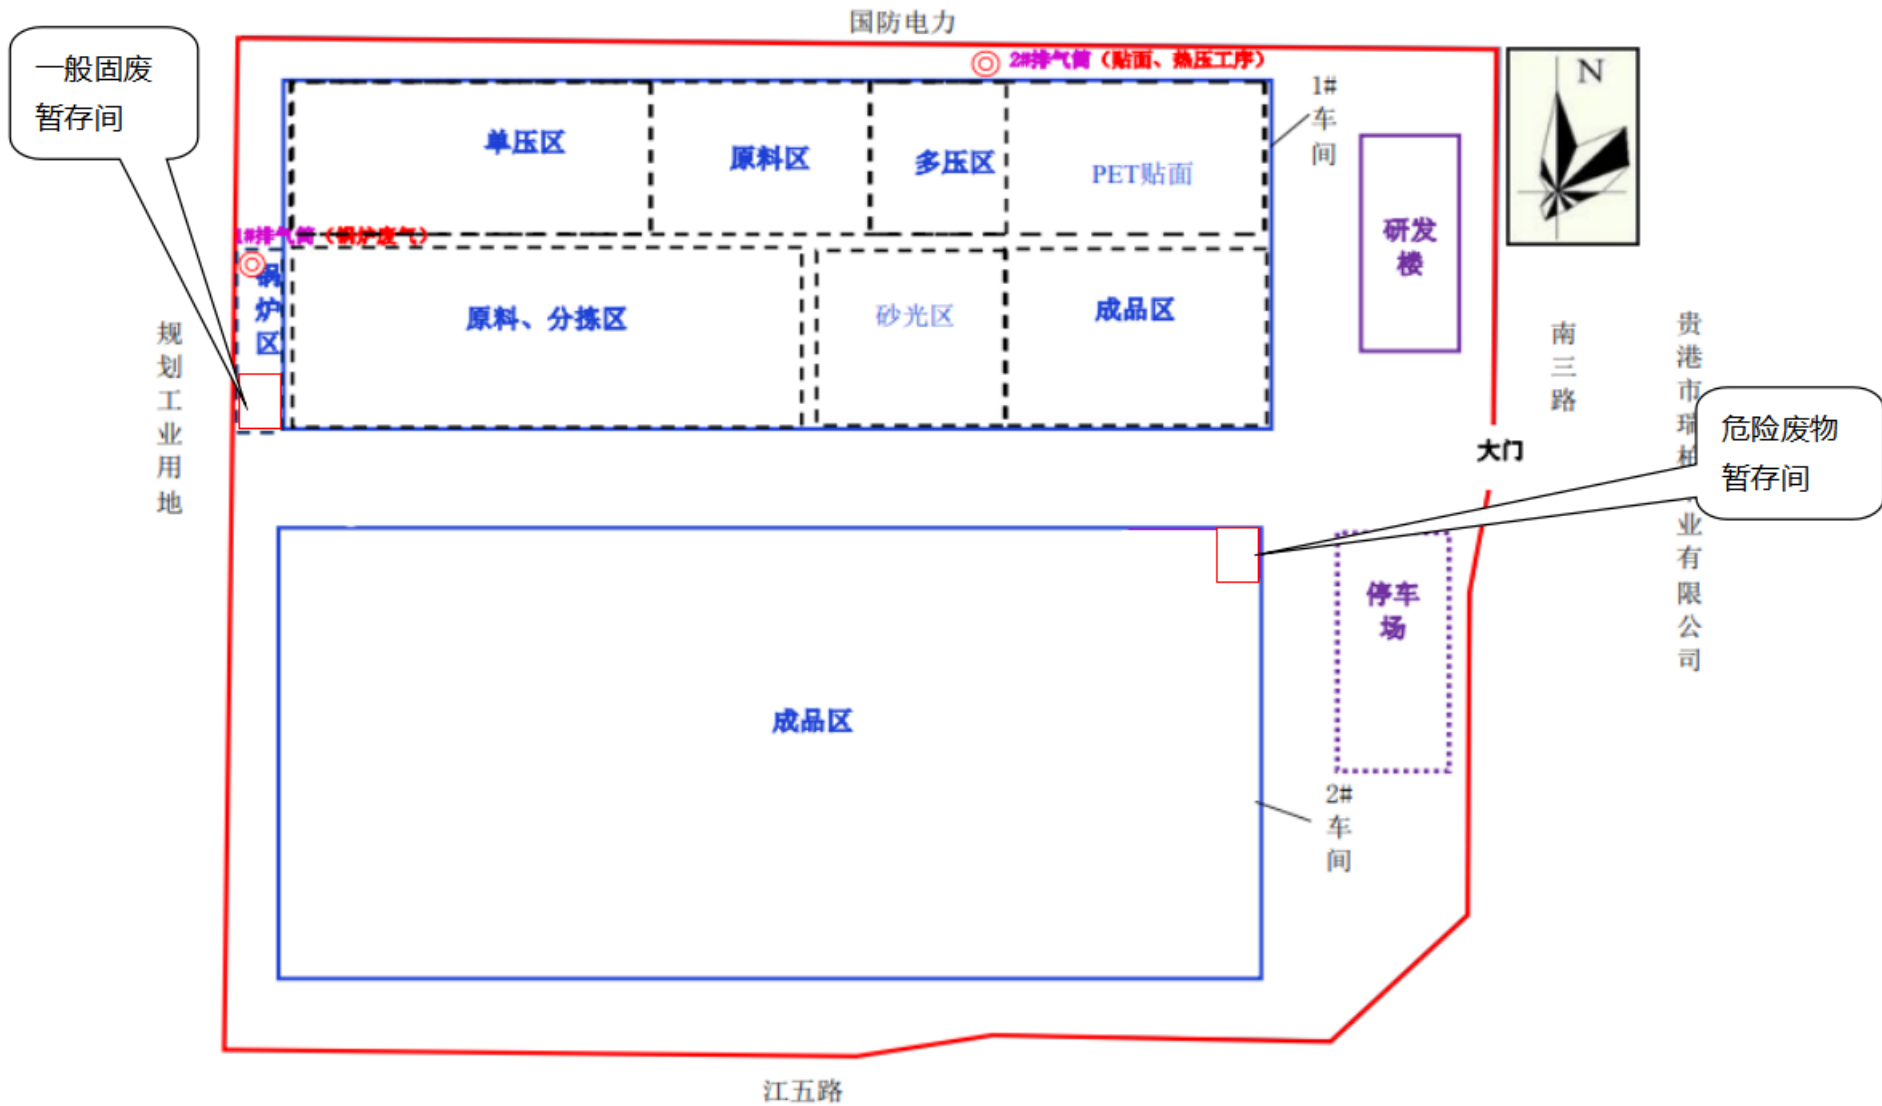 国防电力
一般固废
暂存间
2#排气筒（贴面、热压工序）
N
1#
车
间
单压区
原料区
多压区
PET贴面
研发
楼
1#排气筒（锅炉废气）
锅
炉
区
原料、分拣区
砂光区
成品区
规
划
工
业
用
地
南
三
路
贵
港
市
瑞
柏
业
有
限
公
司
大门
危险废物
暂存间
停车
场
成品区
2#
车
间
江五路